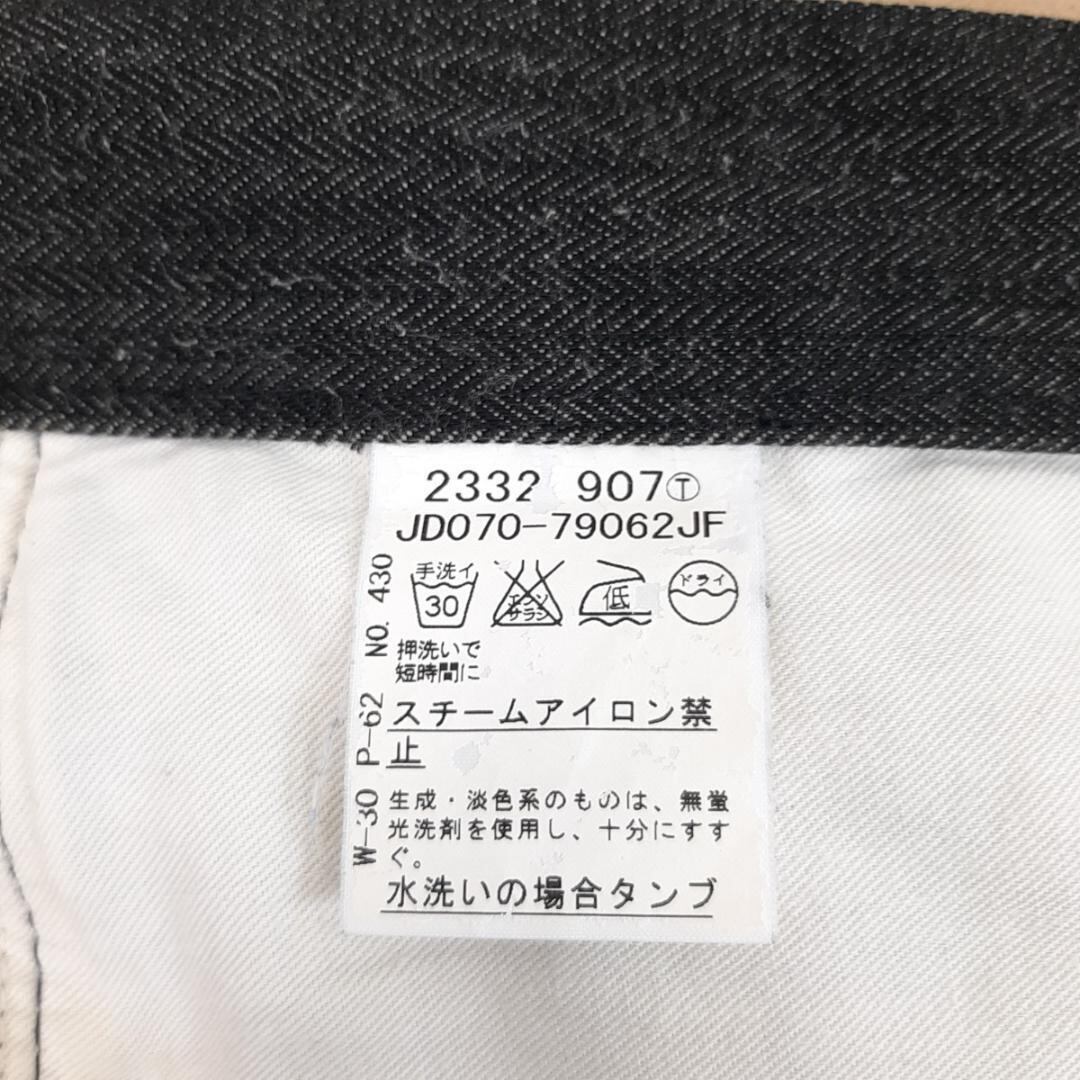 2332 907Ⓣ
JD070-79062JF
手洗イ
30
エンソ
サラシ
低
ドライ
押洗いで
短時間に
スチームアイロン禁
止
生成・淡色系のものは、無蛍
光洗剤を使用し、十分にすす
ぐ。
水洗いの場合タンブ
W-30 P-62 NO. 430